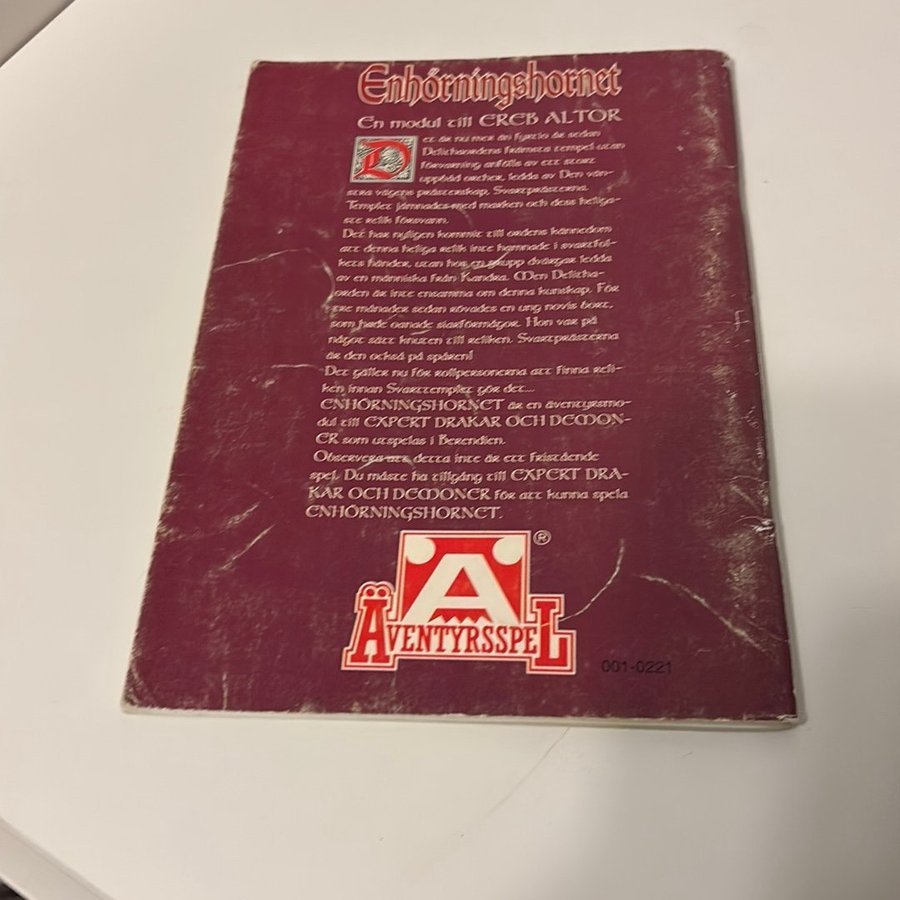 Enhörningshornet
En modul till EREB ALTOR
Det är nu mer än fyrtio år sedan
Delichaordens främsta tempel utan
förvarning anfölls av ett stort
uppbåd orcher, ledda av Den vän-
stra vägens prästerskap, Svartprästerna.
Templet jämnades med marken och dess heliga-
ste relik försvann.
Det har nyligen kommit till ordens kännedom
att denna heliga relik inte hamnade i svartfol-
kets händer, utan hos en grupp dvärgar ledda
av en människa från Kandra. Men Delicha-
orden är inte ensamma om denna kunskap. För
tre månader sedan rövades en ung novis bort,
som hade oanade siarförmågor. Hon var på
något sätt knuten till reliken. Svartprästerna
är den också på spåren!
Det gäller nu för rollpersonerna att finna reli-
ken innan Svarttemplet gör det...
ENHÖRNINGSHORNET är en äventyrsmo-
dul till EXPERT DRAKAR OCH DEMON-
ER som utspelas i Berendien.
Observera att detta inte är ett fristående
spel. Du måste ha tillgång till EXPERT DRA-
KAR OCH DEMONER för att kunna spela
ENHÖRNINGSHORNET.
A ®
ÄVENTYRSSPEL
001-0221